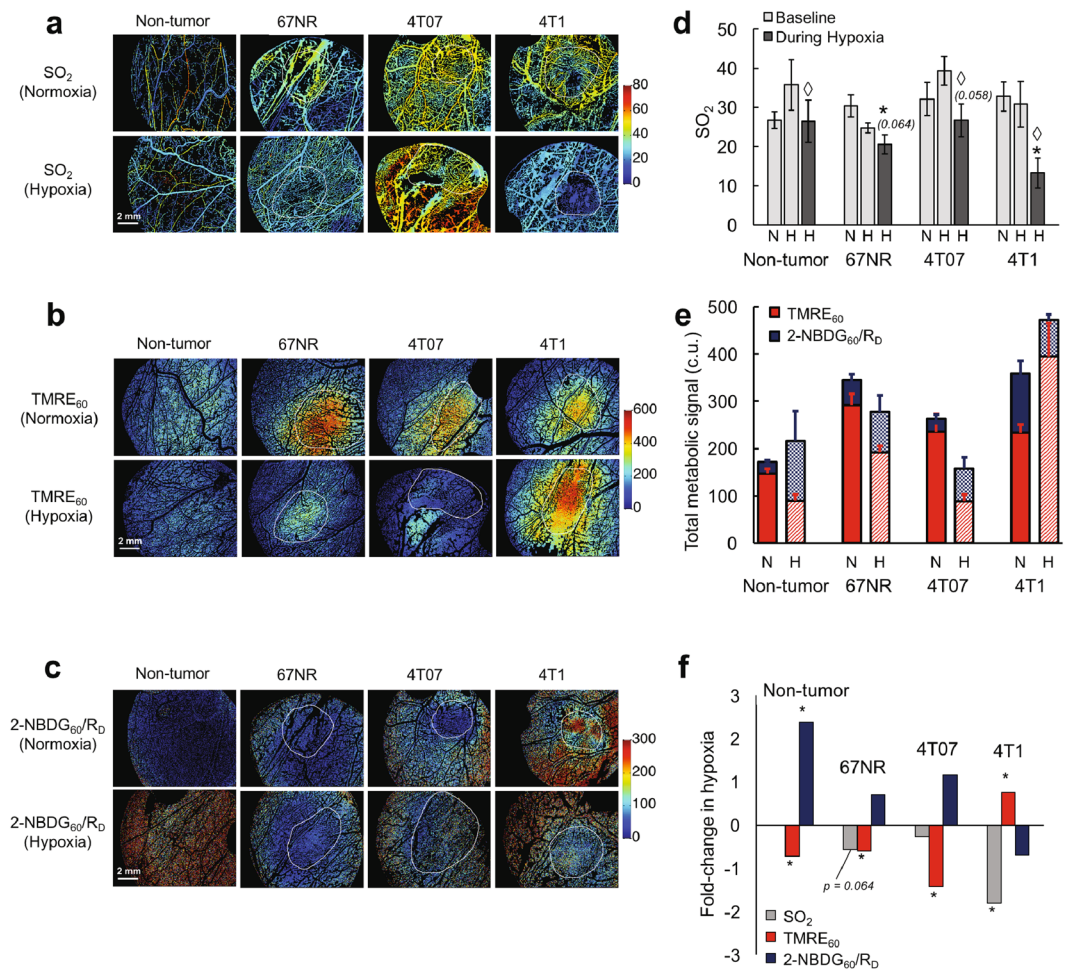 a
Non-tumor 67NR 4T07 4T1
SO2
(Normoxia)
SO2
(Hypoxia)
2 mm
80
60
40
20
0
b
Non-tumor 67NR 4T07 4T1
TMRE60
(Normoxia)
TMRE60
(Hypoxia)
2 mm
600
400
200
0
c
Non-tumor 67NR 4T07 4T1
2-NBDG60/RD
(Normoxia)
2-NBDG60/RD
(Hypoxia)
2 mm
300
200
100
0
d
Baseline
During Hypoxia
SO2
50
40
30
20
10
0
◊
*
(0.064)
◊
(0.058)
◊
*
N H H N H H N H H N H H
Non-tumor 67NR 4T07 4T1
e
TMRE60
2-NBDG60/RD
Total metabolic signal (c.u.)
500
400
300
200
100
0
N H N H N H N H
Non-tumor 67NR 4T07 4T1
f
Fold-change in hypoxia
3
2
1
0
-1
-2
-3
Non-tumor
67NR
4T07
4T1
*
*
*
*
*
*
p = 0.064
SO2
TMRE60
2-NBDG60/RD